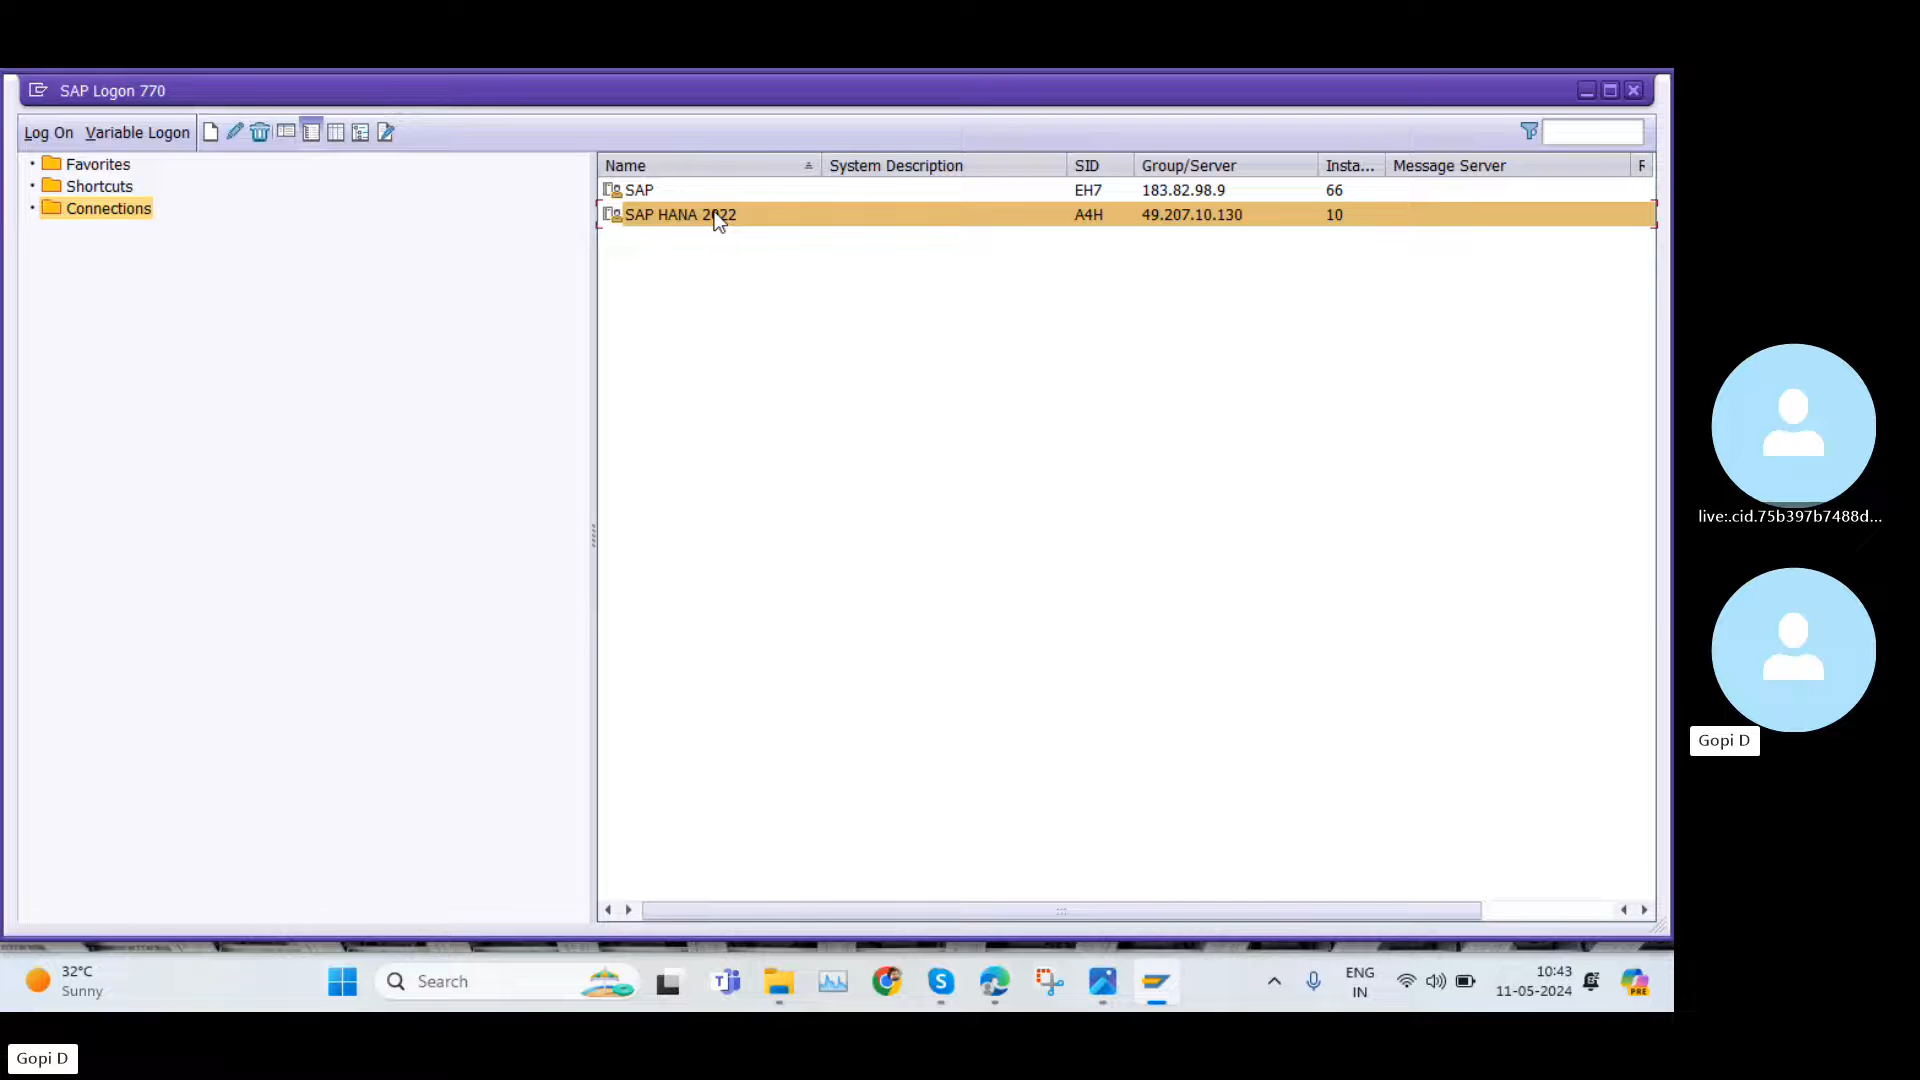 SAP Logon 770
Log On Variable Logon
Favorites
Shortcuts
Connections
Name System Description SID Group/Server Insta... Message Server R
SAP EH7 183.82.98.9 66
SAP HANA 2022 A4H 49.207.10.130 10
live:.cid.75b397b7488d...
Gopi D
32°C
Sunny
Search
ENG
IN
10:43
11-05-2024
PRE
Gopi D